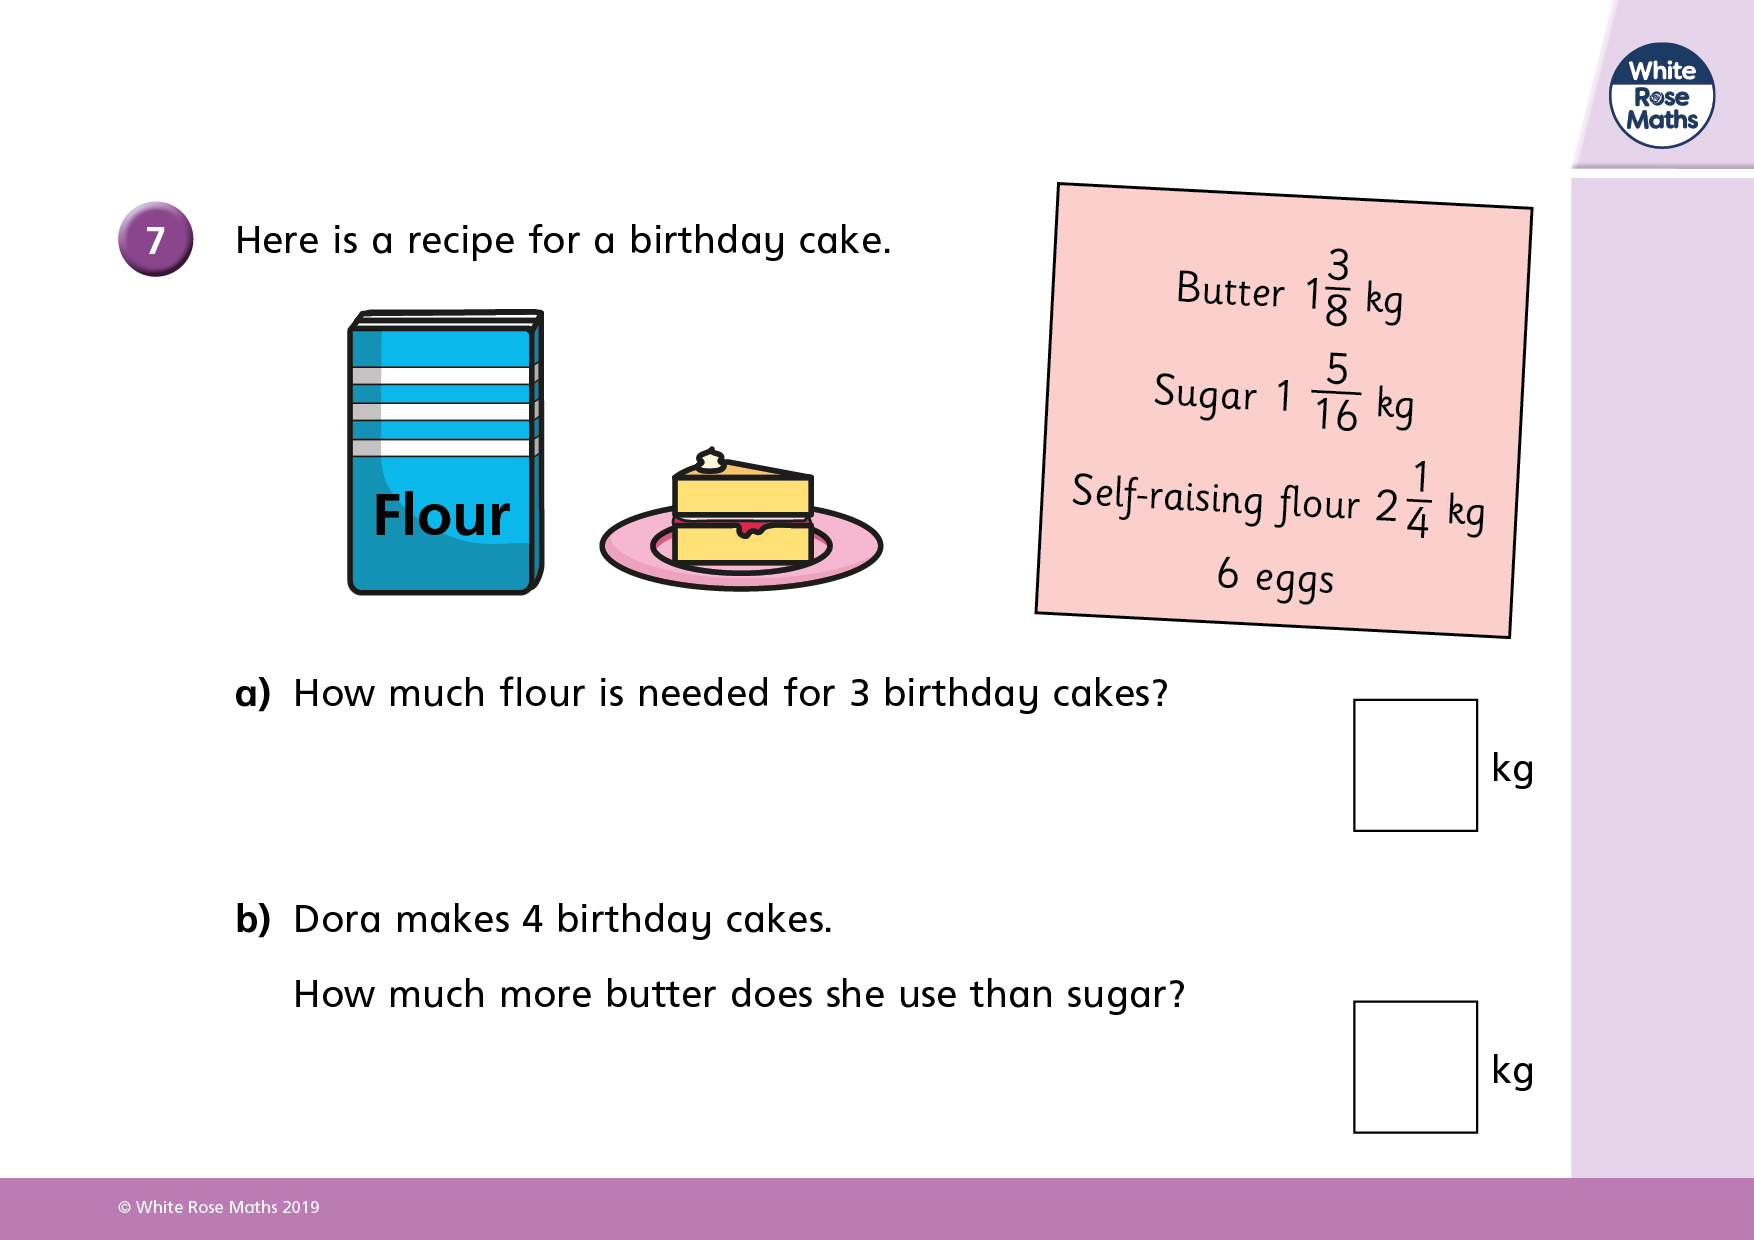 White
Rose
Maths
7 Here is a recipe for a birthday cake.
Flour
Butter 1 3/8 kg
Sugar 1 5/16 kg
Self-raising flour 2 1/4 kg
6 eggs
a) How much flour is needed for 3 birthday cakes?
kg
b) Dora makes 4 birthday cakes.
How much more butter does she use than sugar?
kg
© White Rose Maths 2019